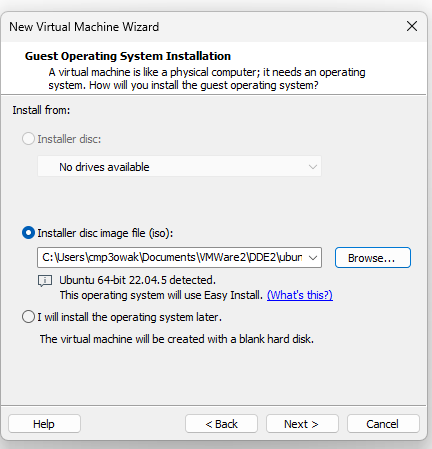 New Virtual Machine Wizard
Guest Operating System Installation
A virtual machine is like a physical computer; it needs an operating
system. How will you install the guest operating system?
Install from:
Installer disc:
No drives available
Installer disc image file (iso):
C:\Users\cmp3owak\Documents\VMWare2\DDE2\ubur
Browse...
Ubuntu 64-bit 22.04.5 detected.
This operating system will use Easy Install. (What's this?)
I will install the operating system later.
The virtual machine will be created with a blank hard disk.
Help
< Back
Next >
Cancel